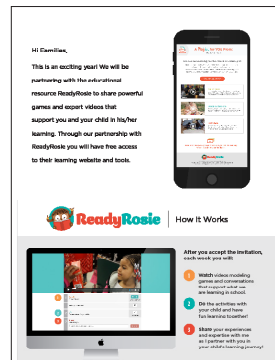 Hi Families,
This is an exciting year! We will be
partnering with the educational
resource ReadyRosie to share powerful
games and expert videos that
support you and your child in his/her
learning. Through our partnership with
ReadyRosie you will have free access
to their learning website and tools.
ReadyRosie
How It Works
After you accept the invitation,
each week you will:
1
Watch videos modeling
games and conversations
that support what we
are learning in school.
2
Do the activities with
your child and have
fun learning together!
3
Share your experiences
and expertise with me
as I partner with you in
your child's learning journey!